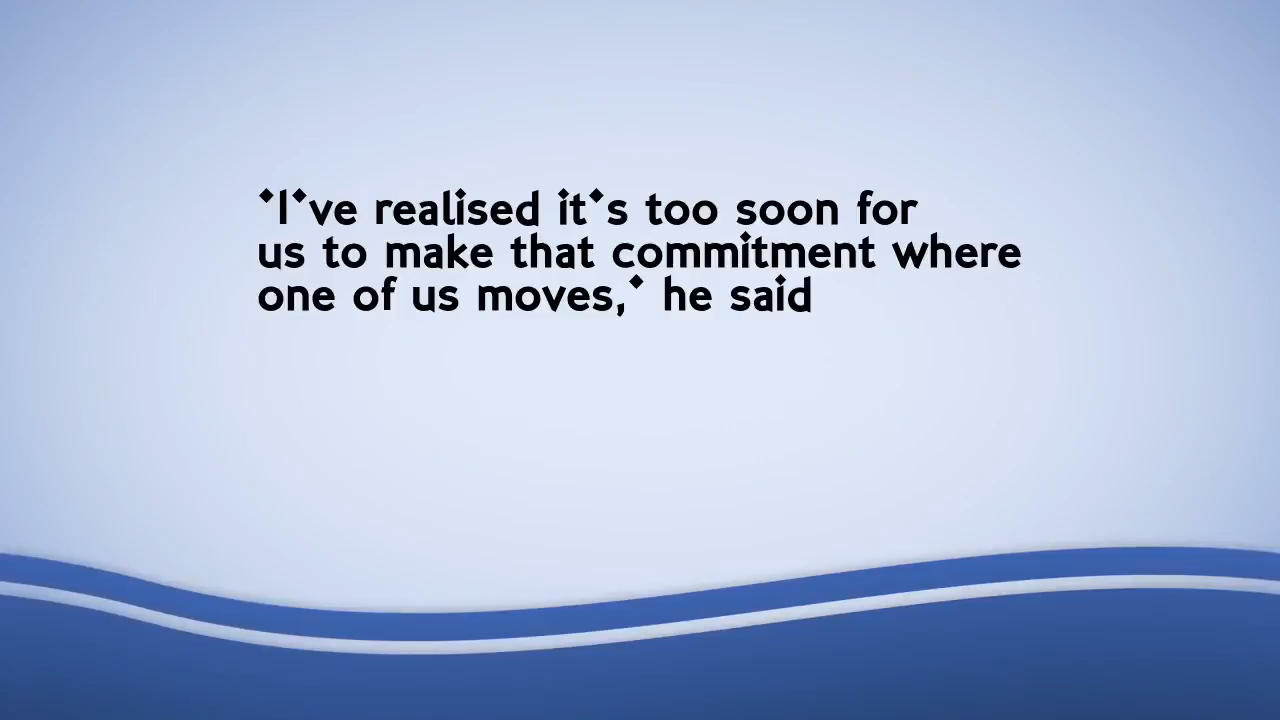 'I've realised it's too soon for
us to make that commitment where
one of us moves,' he said